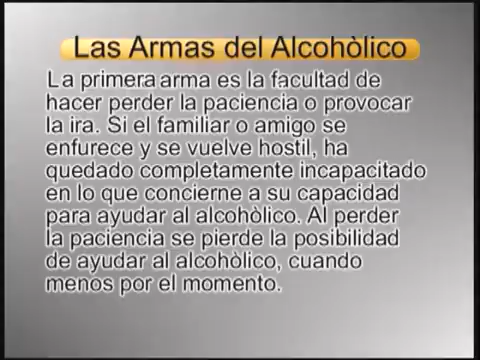 Las Armas del Alcohòlico
La primera arma es la facultad de
hacer perder la paciencia o provocar
la ira. Si el familiar o amigo se
enfurece y se vuelve hostil, ha
quedado completamente incapacitado
en lo que concierne a su capacidad
para ayudar al alcohòlico. Al perder
la paciencia se pierde la posibilidad
de ayudar al alcohòlico, cuando
menos por el momento.